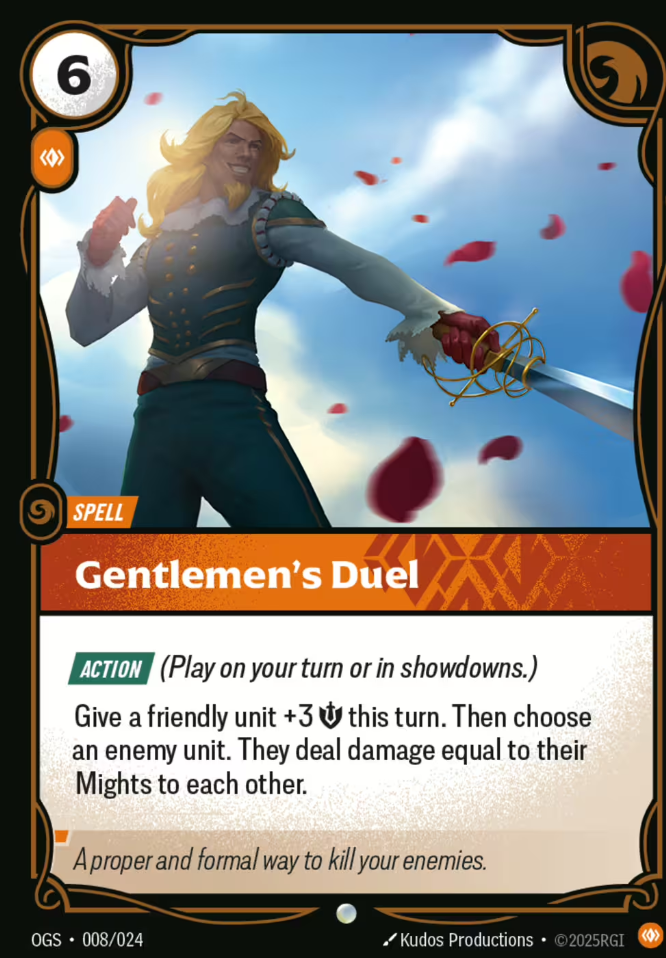 6
SPELL
Gentlemen's Duel
ACTION (Play on your turn or in showdowns.)
Give a friendly unit +3 this turn. Then choose
an enemy unit. They deal damage equal to their
Mights to each other.
A proper and formal way to kill your enemies.
OGS • 008/024
Kudos Productions • ©2025RGI